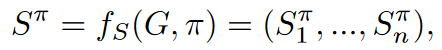 S^π = f_S(G, π) = (S_1^π, ..., S_n^π),